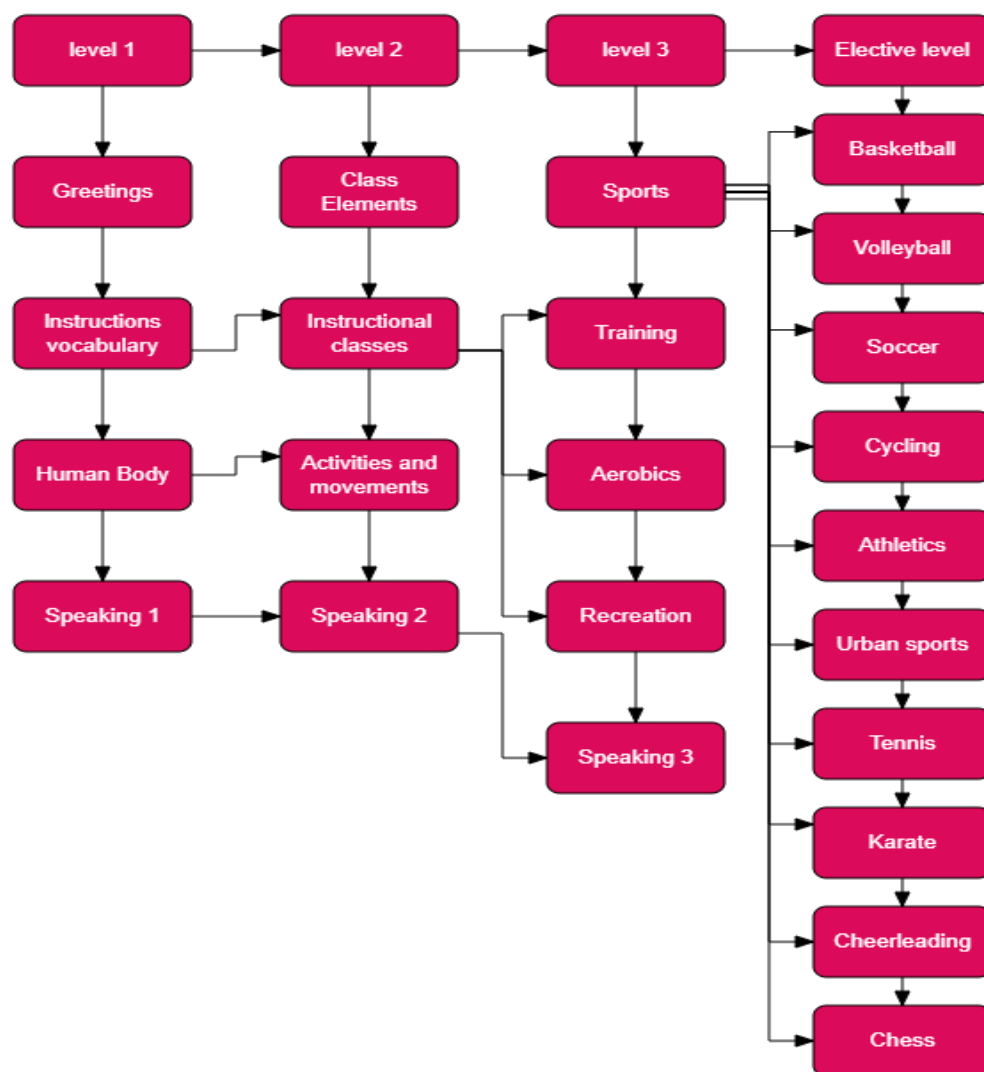 level 1
level 2
level 3
Elective level
Greetings
Class
Elements
Sports
Basketball
Volleyball
Instructions
vocabulary
Instructional
classes
Training
Soccer
Human Body
Activities and
movements
Aerobics
Cycling
Athletics
Speaking 1
Speaking 2
Recreation
Urban sports
Speaking 3
Tennis
Karate
Cheerleading
Chess